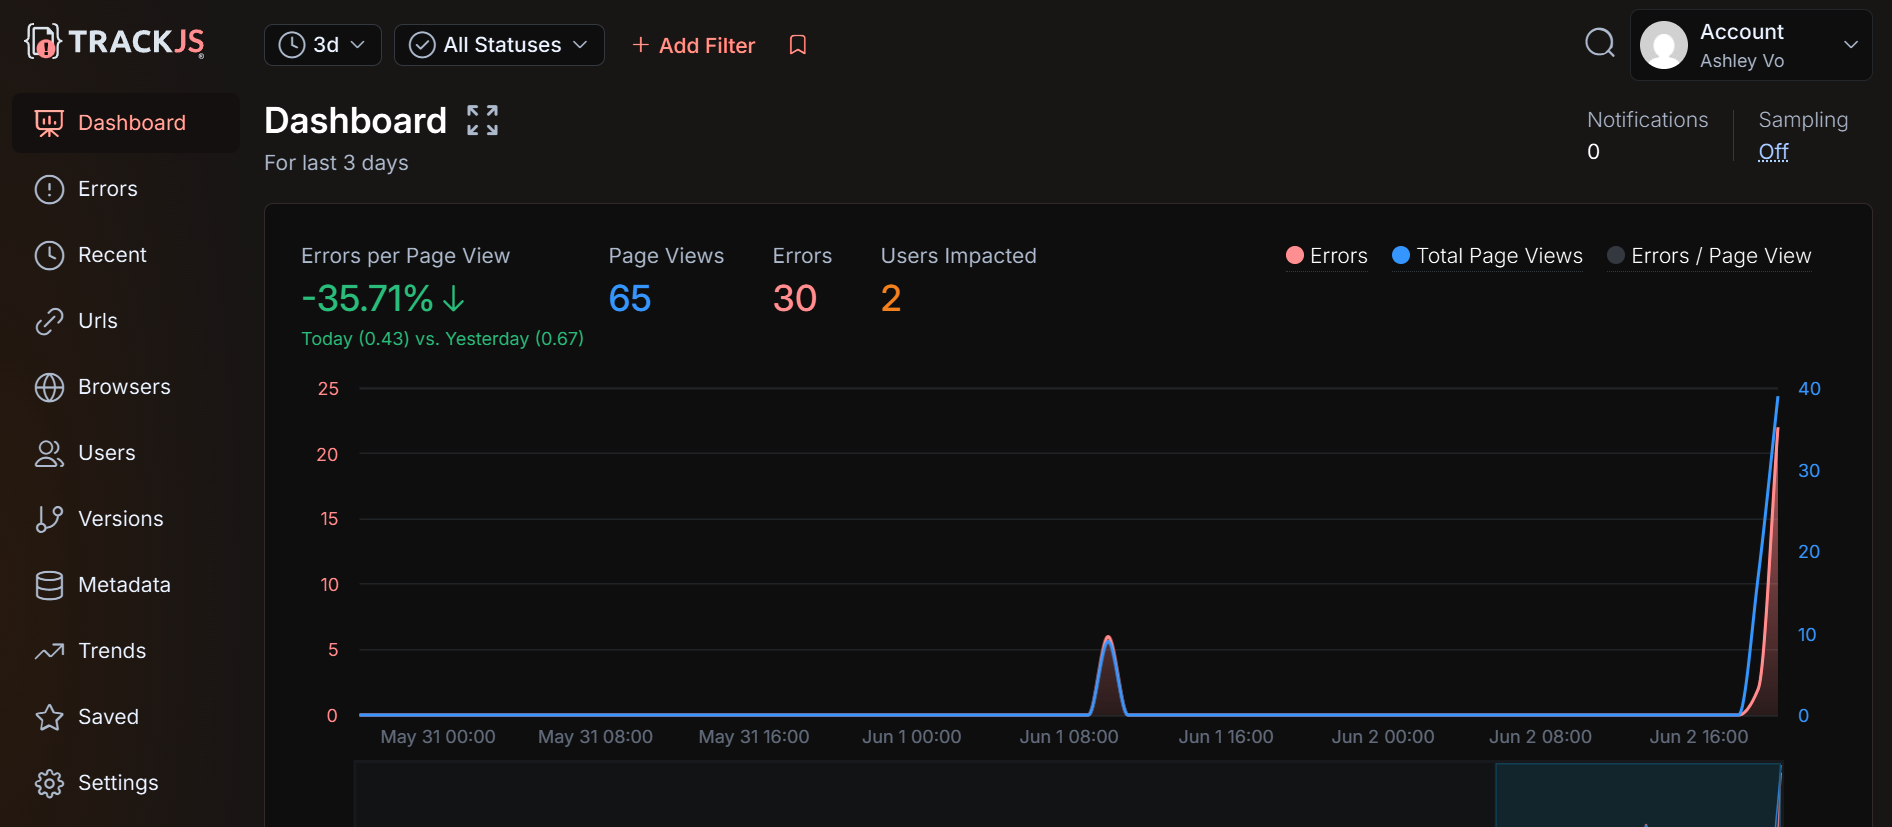 TRACKJS
3d
All Statuses
+ Add Filter
Account
Ashley Vo
Dashboard
Errors
Recent
Urls
Browsers
Users
Versions
Metadata
Trends
Saved
Settings
Dashboard
For last 3 days
Notifications
0
Sampling
Off
Errors per Page View
-35.71%
Today (0.43) vs. Yesterday (0.67)
Page Views
65
Errors
30
Users Impacted
2
Errors Total Page Views Errors / Page View
25
20
15
10
5
0
40
30
20
10
0
May 31 00:00 May 31 08:00 May 31 16:00 Jun 1 00:00 Jun 1 08:00 Jun 1 16:00 Jun 2 00:00 Jun 2 08:00 Jun 2 16:00